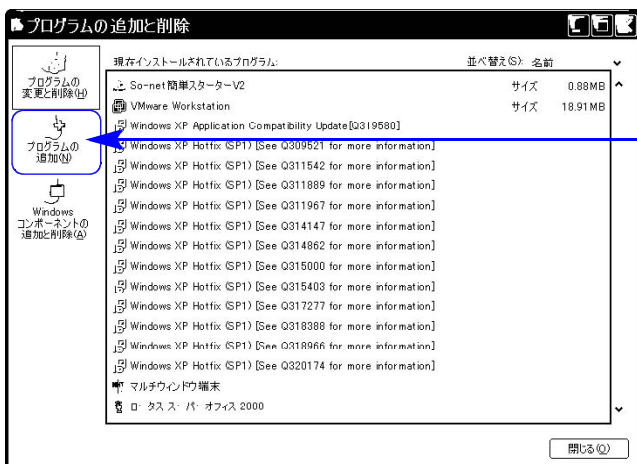 プログラムの追加と削除
プログラムの
変更と削除(H)
プログラムの
追加(N)
Windows
コンポーネントの
追加と削除(A)
現在インストールされているプログラム:
並べ替え(S): 名前
So-net簡単スターターV2 サイズ 0.88MB
VMware Workstation サイズ 18.91MB
Windows XP Application Compatibility Update[Q319580]
Windows XP Hotfix (SP1) [See Q309521 for more information]
Windows XP Hotfix (SP1) [See Q311542 for more information]
Windows XP Hotfix (SP1) [See Q311889 for more information]
Windows XP Hotfix (SP1) [See Q311967 for more information]
Windows XP Hotfix (SP1) [See Q314147 for more information]
Windows XP Hotfix (SP1) [See Q314862 for more information]
Windows XP Hotfix (SP1) [See Q315000 for more information]
Windows XP Hotfix (SP1) [See Q315403 for more information]
Windows XP Hotfix (SP1) [See Q317277 for more information]
Windows XP Hotfix (SP1) [See Q318388 for more information]
Windows XP Hotfix (SP1) [See Q318966 for more information]
Windows XP Hotfix (SP1) [See Q320174 for more information]
マルチウィンドウ端末
ロータス スーパーオフィス 2000
閉じる(O)